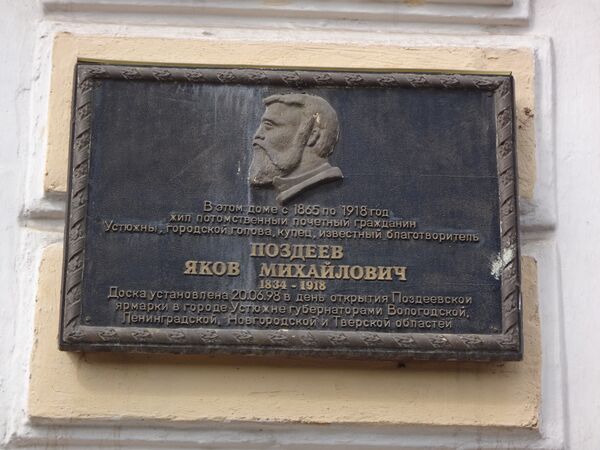 В этом доме с 1865 по 1918 год
жил потомственный почетный гражданин
Устюжны, городской голова, купец, известный благотворитель
ПОЗДЕЕВ
ЯКОВ МИХАЙЛОВИЧ
1834 - 1918
Доска установлена 20.06.98 в день открытия Поздеевской
ярмарки в городе Устюжне губернаторами Вологодской,
Ленинградской, Новгородской и Тверской областей